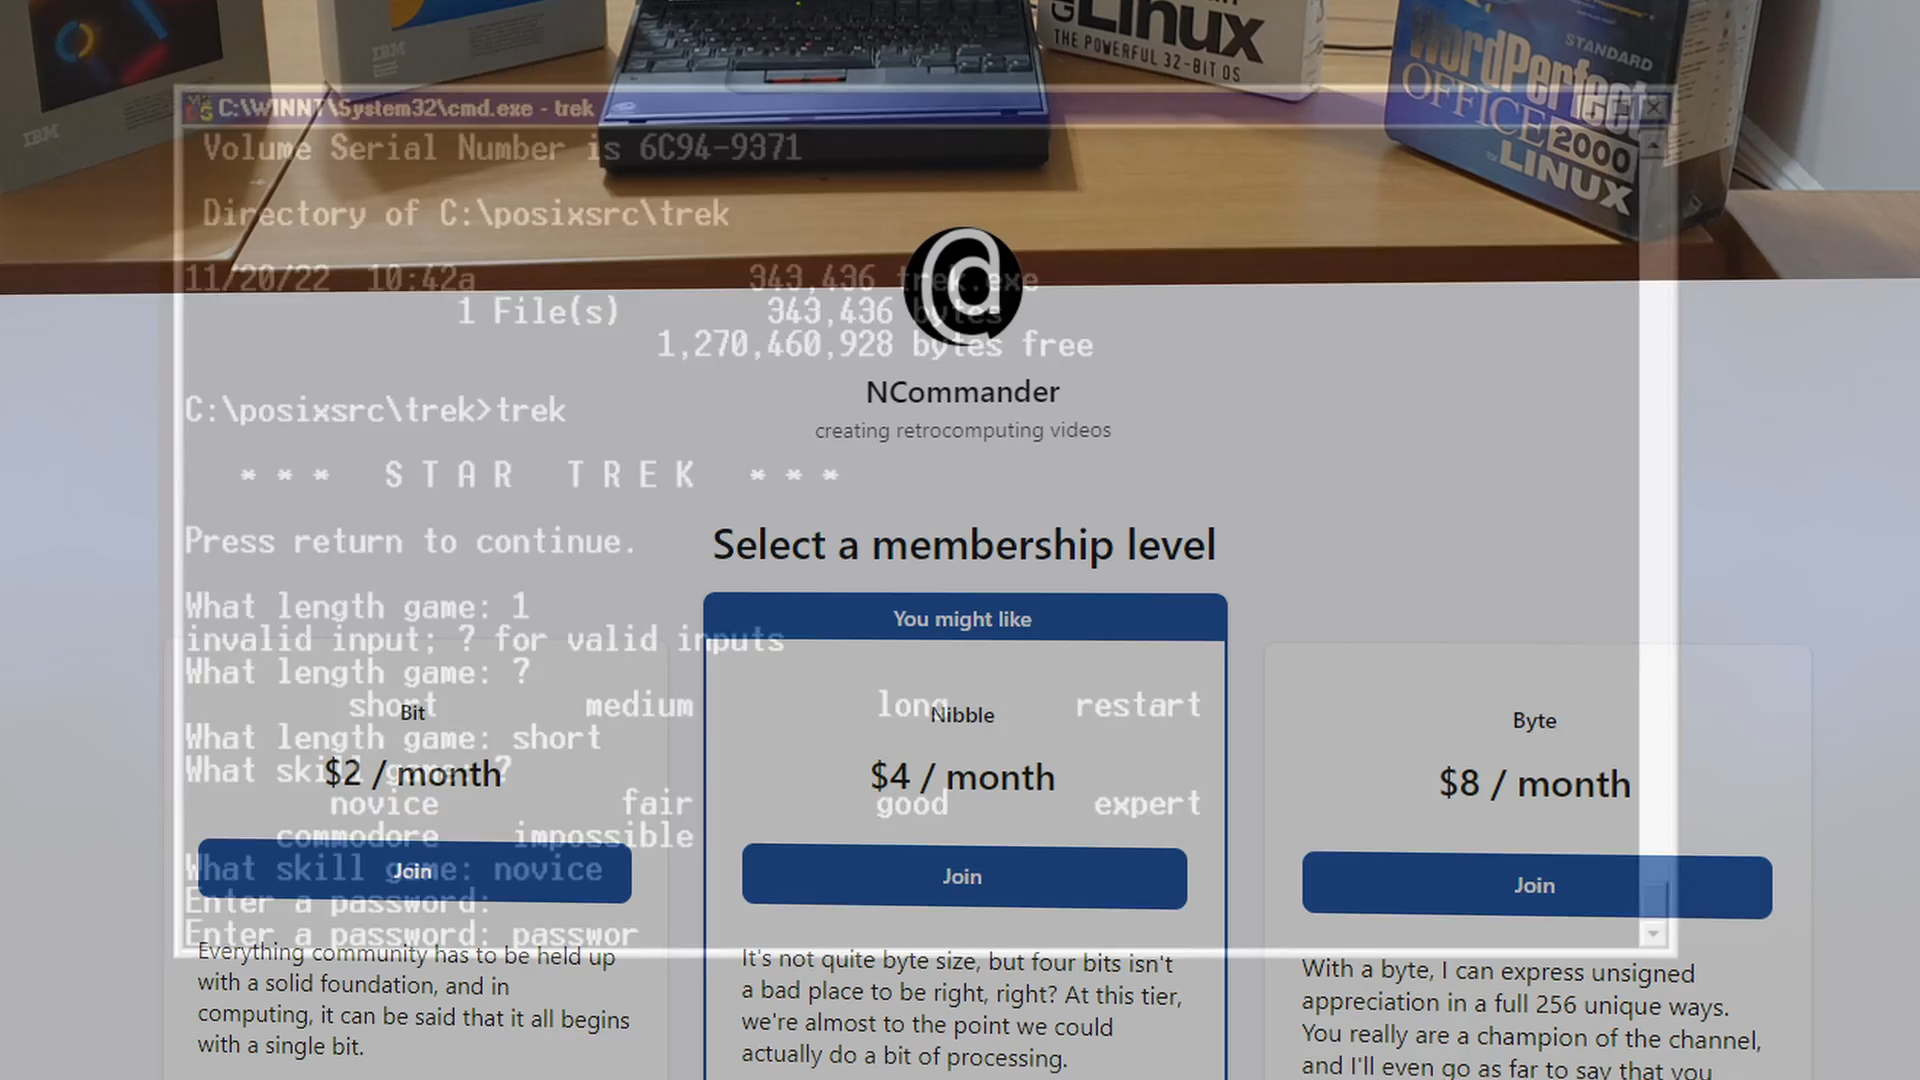 IBM
IBM
Linux
THE POWERFUL 32-BIT OS
STANDARD
WordPerfect
OFFICE 2000
for LINUX
C:\WINNT\System32\cmd.exe - trek
Volume Serial Number is 6C94-9371
Directory of C:\posixsrc\trek
11/20/22 10:42a 343,436 trek.exe
1 File(s) 343,436 bytes
1,270,460,928 bytes free
C:\posixsrc\trek>trek
* * * S T A R T R E K * * *
Press return to continue.
What length game: 1
invalid input; ? for valid inputs
What length game: ?
short medium long restart
What length game: short
What skill game: ?
novice fair good expert
commodore impossible
What skill game: novice
Enter a password:
Enter a password: passwor
@
NCommander
creating retrocomputing videos
Select a membership level
Bit
$2 / month
Join
Everything community has to be held up
with a solid foundation, and in
computing, it can be said that it all begins
with a single bit.
You might like
Nibble
$4 / month
Join
It's not quite byte size, but four bits isn't
a bad place to be right, right? At this tier,
we're almost to the point we could
actually do a bit of processing.
Byte
$8 / month
Join
With a byte, I can express unsigned
appreciation in a full 256 unique ways.
You really are a champion of the channel,
and I'll even go as far to say that you